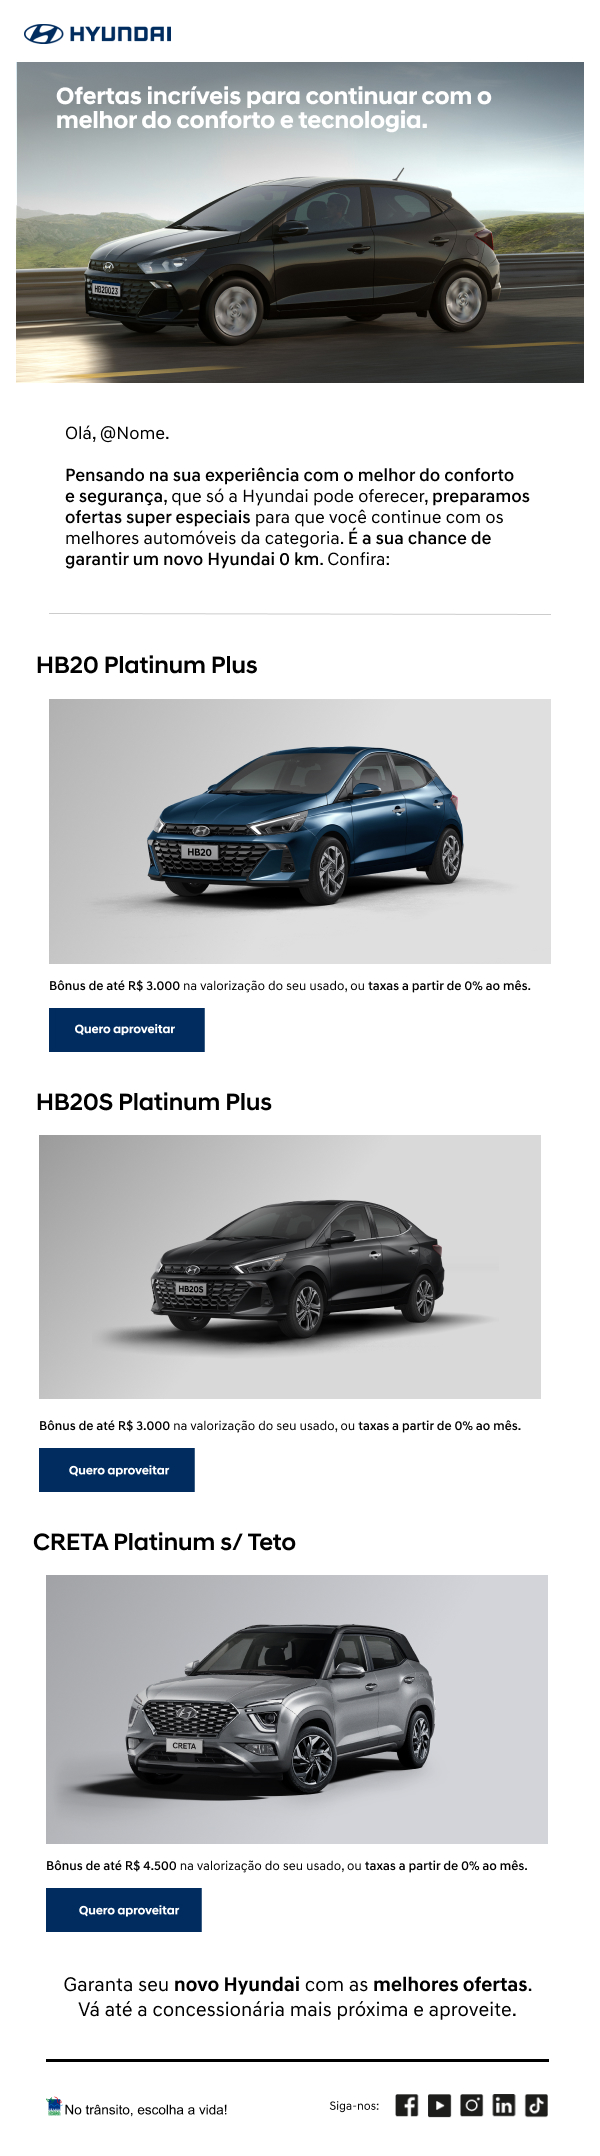 HYUNDAI
Ofertas incríveis para continuar com o
melhor do conforto e tecnologia.
HB20023
Olá, @Nome.
Pensando na sua experiência com o melhor do conforto
e segurança, que só a Hyundai pode oferecer, preparamos
ofertas super especiais para que você continue com os
melhores automóveis da categoria. É a sua chance de
garantir um novo Hyundai 0 km. Confira:
HB20 Platinum Plus
HB20
Bônus de até R$ 3.000 na valorização do seu usado, ou taxas a partir de 0% ao mês.
Quero aproveitar
HB20S Platinum Plus
HB20S
Bônus de até R$ 3.000 na valorização do seu usado, ou taxas a partir de 0% ao mês.
Quero aproveitar
CRETA Platinum s/ Teto
CRETA
Bônus de até R$ 4.500 na valorização do seu usado, ou taxas a partir de 0% ao mês.
Quero aproveitar
Garanta seu novo Hyundai com as melhores ofertas.
Vá até a concessionária mais próxima e aproveite.
No trânsito, escolha a vida!
Siga-nos: